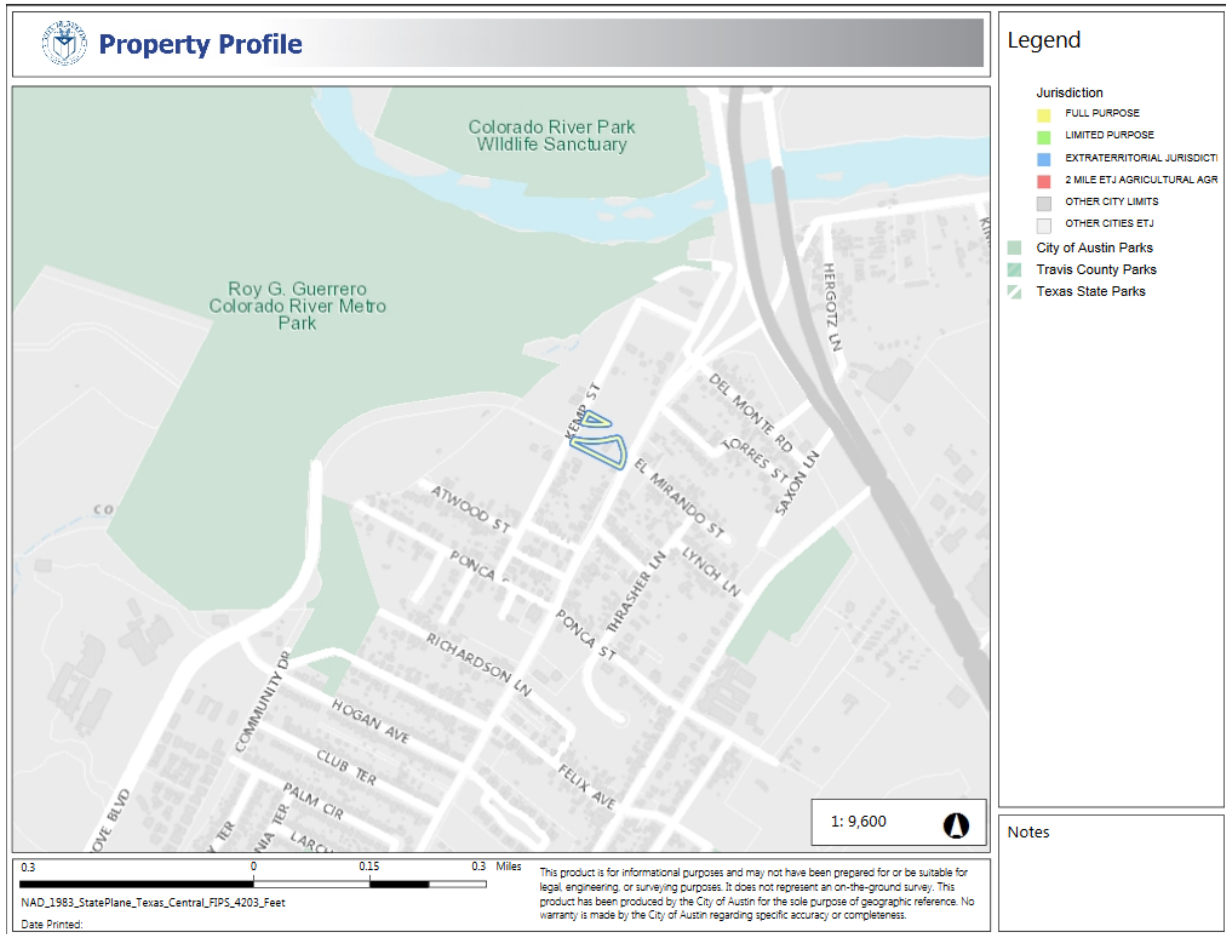 Property Profile
Legend
Jurisdiction
FULL PURPOSE
LIMITED PURPOSE
EXTRATERRITORIAL JURISDICTI
2 MILE ETJ AGRICULTURAL AGR
OTHER CITY LIMITS
OTHER CITIES ETJ
City of Austin Parks
Travis County Parks
Texas State Parks
Colorado River Park
WIldlife Sanctuary
Roy G. Guerrero
Colorado River Metro
Park
HERGOTZ LN
KEMP ST
DEL MONTE RD
TORRES ST
SAXON LN
EL MIRANDO ST
ATWOOD ST
LYNCH LN
THRASHER LN
PONCA S
PONCA ST
RICHARDSON LN
COMMUNITY DR
HOGAN AVE
CLUB TER
FELIX AVE
PALM CIR
LARCH
OVE BLVD
Y TER
NIA TER
CO
KIM
1: 9,600
Notes
0.3 0 0.15 0.3 Miles
NAD_1983_StatePlane_Texas_Central_FIPS_4203_Feet
Date Printed:
This product is for informational purposes and may not have been prepared for or be suitable for
legal, engineering, or surveying purposes. It does not represent an on-the-ground survey. This
product has been produced by the City of Austin for the sole purpose of geographic reference. No
warranty is made by the City of Austin regarding specific accuracy or completeness.